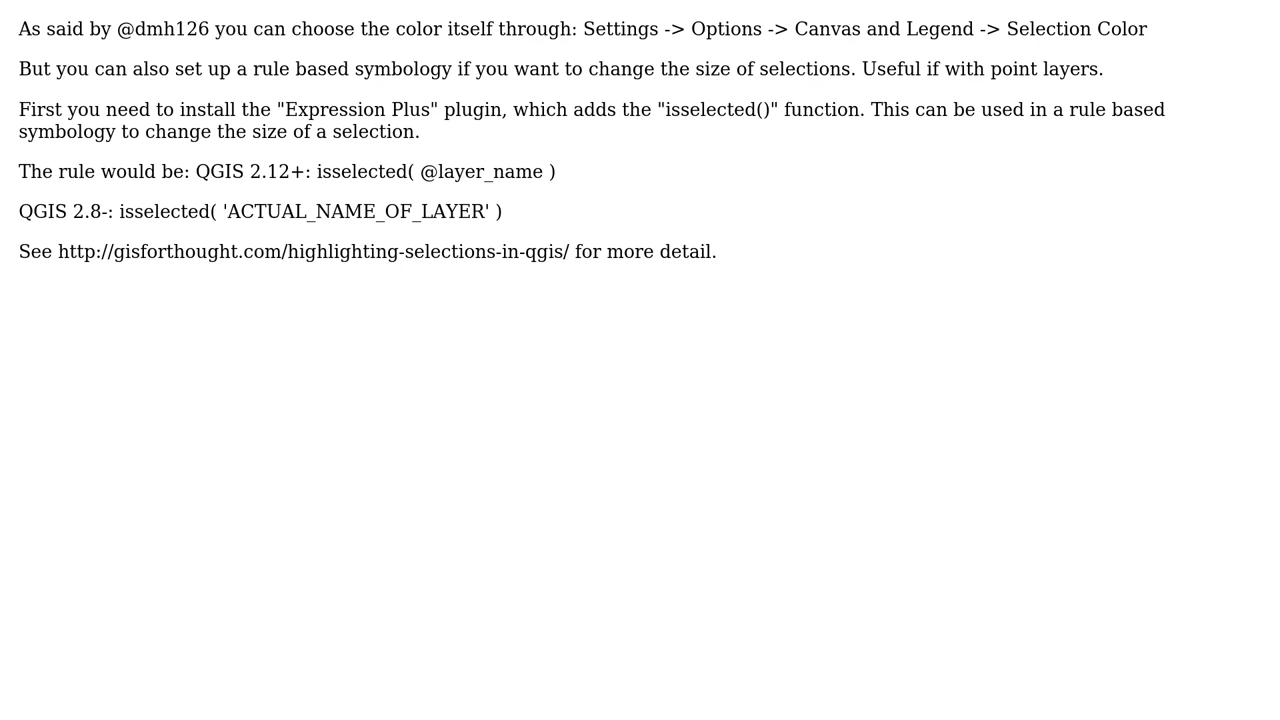 As said by @dmh126 you can choose the color itself through: Settings -> Options -> Canvas and Legend -> Selection Color
But you can also set up a rule based symbology if you want to change the size of selections. Useful if with point layers.
First you need to install the "Expression Plus" plugin, which adds the "isselected()" function. This can be used in a rule based
symbology to change the size of a selection.
The rule would be: QGIS 2.12+: isselected( @layer_name )
QGIS 2.8-: isselected( 'ACTUAL_NAME_OF_LAYER' )
See http://gisforthought.com/highlighting-selections-in-qgis/ for more detail.